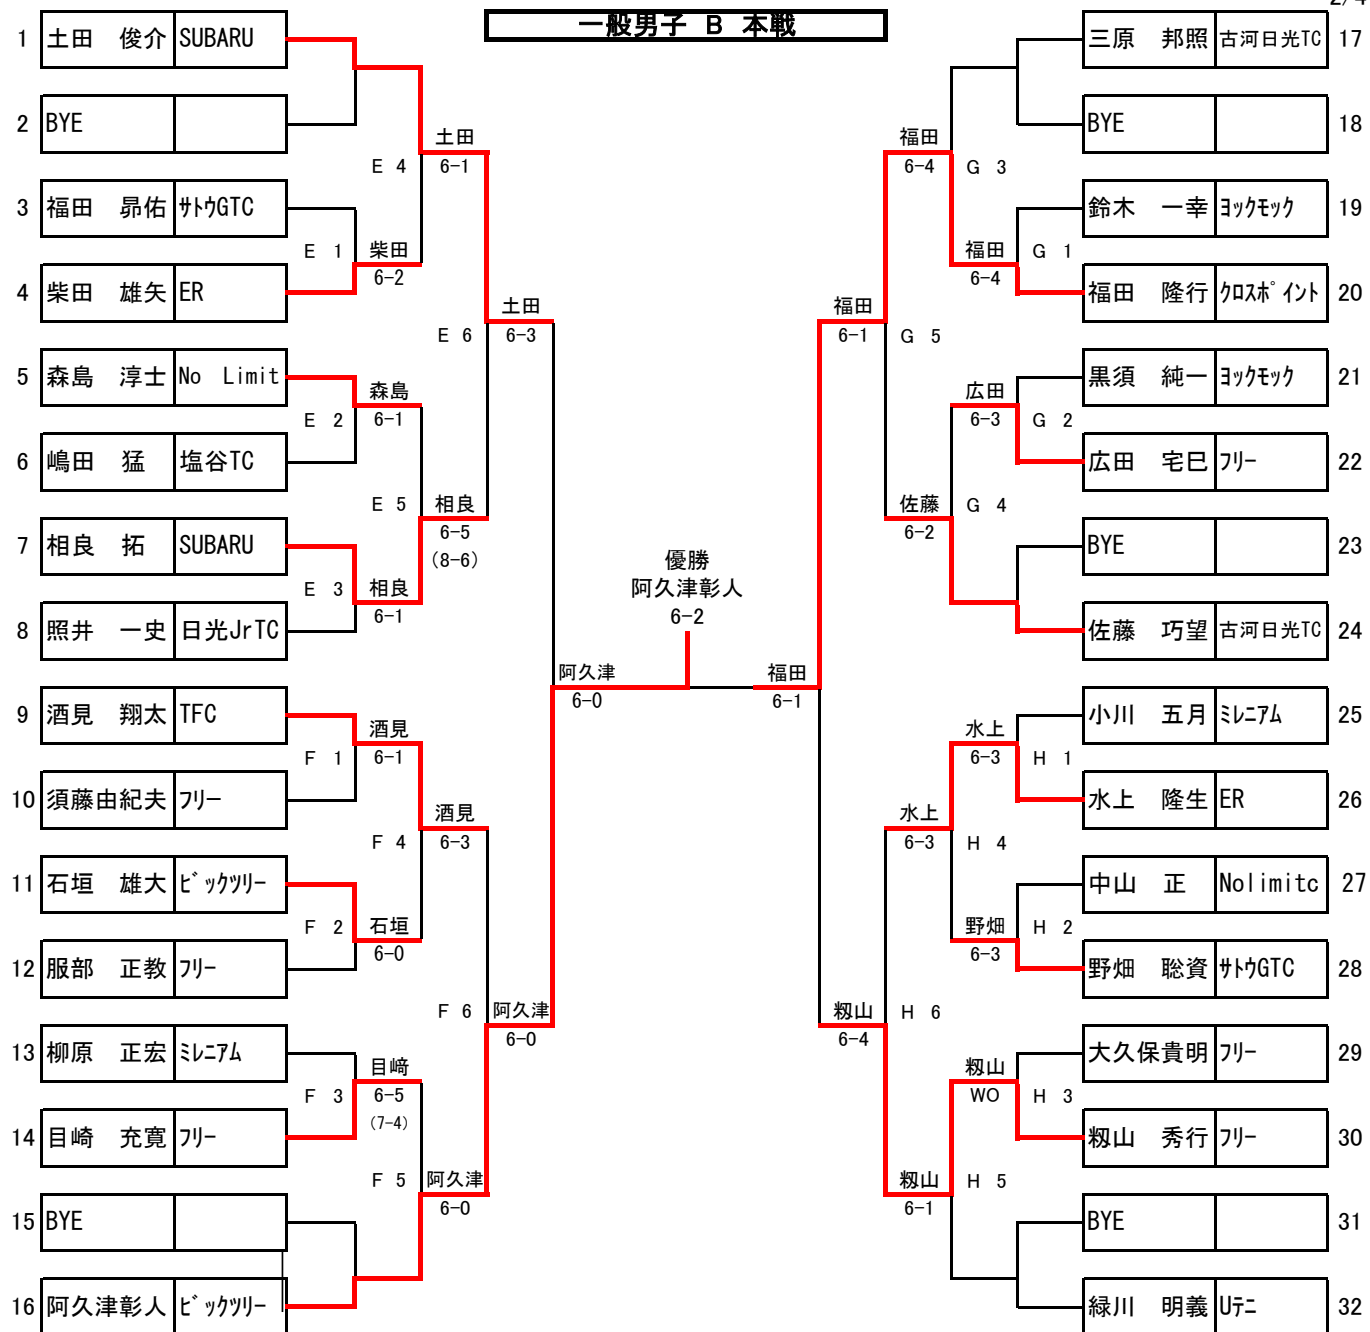 2/4
一般男子 B 本戦
1 土田 俊介 SUBARU
2 BYE
3 福田 昴佑 ｻﾄｳGTC
4 柴田 雄矢 ER
5 森島 淳士 No Limit
6 嶋田 猛 塩谷TC
7 相良 拓 SUBARU
8 照井 一史 日光JrTC
9 酒見 翔太 TFC
10 須藤由紀夫 ﾌﾘｰ
11 石垣 雄大 ﾋﾞｯｸﾂﾘｰ
12 服部 正教 ﾌﾘｰ
13 柳原 正宏 ﾐﾚﾆｱﾑ
14 目崎 充寛 ﾌﾘｰ
15 BYE
16 阿久津彰人 ﾋﾞｯｸﾂﾘｰ
E 1
柴田
6-2
E 2
森島
6-1
E 3
相良
6-1
F 1
酒見
6-1
F 2
石垣
6-0
F 3
目﨑
6-5
(7-4)
E 4
土田
6-1
E 5
相良
6-5
(8-6)
F 4
酒見
6-3
F 5
阿久津
6-0
E 6
土田
6-3
F 6
阿久津
6-0
阿久津
6-0
優勝
阿久津彰人
6-2
福田
6-1
福田
6-1
G 5
籾山
6-4
H 6
福田
6-4
G 3
佐藤
6-2
G 4
水上
6-3
H 4
籾山
6-1
H 5
福田
6-4
G 1
広田
6-3
G 2
水上
6-3
H 1
野畑
6-3
H 2
籾山
WO
H 3
三原 邦照 古河日光TC 17
BYE 18
鈴木 一幸 ﾖｯｸﾓｯｸ 19
福田 隆行 ｸﾛｽﾎﾟｲﾝﾄ 20
黒須 純一 ﾖｯｸﾓｯｸ 21
広田 宅巳 ﾌﾘｰ 22
BYE 23
佐藤 巧望 古河日光TC 24
小川 五月 ﾐﾚﾆｱﾑ 25
水上 隆生 ER 26
中山 正 Nolimitc 27
野畑 聡資 ｻﾄｳGTC 28
大久保貴明 ﾌﾘｰ 29
籾山 秀行 ﾌﾘｰ 30
BYE 31
緑川 明義 Uﾃﾆ 32